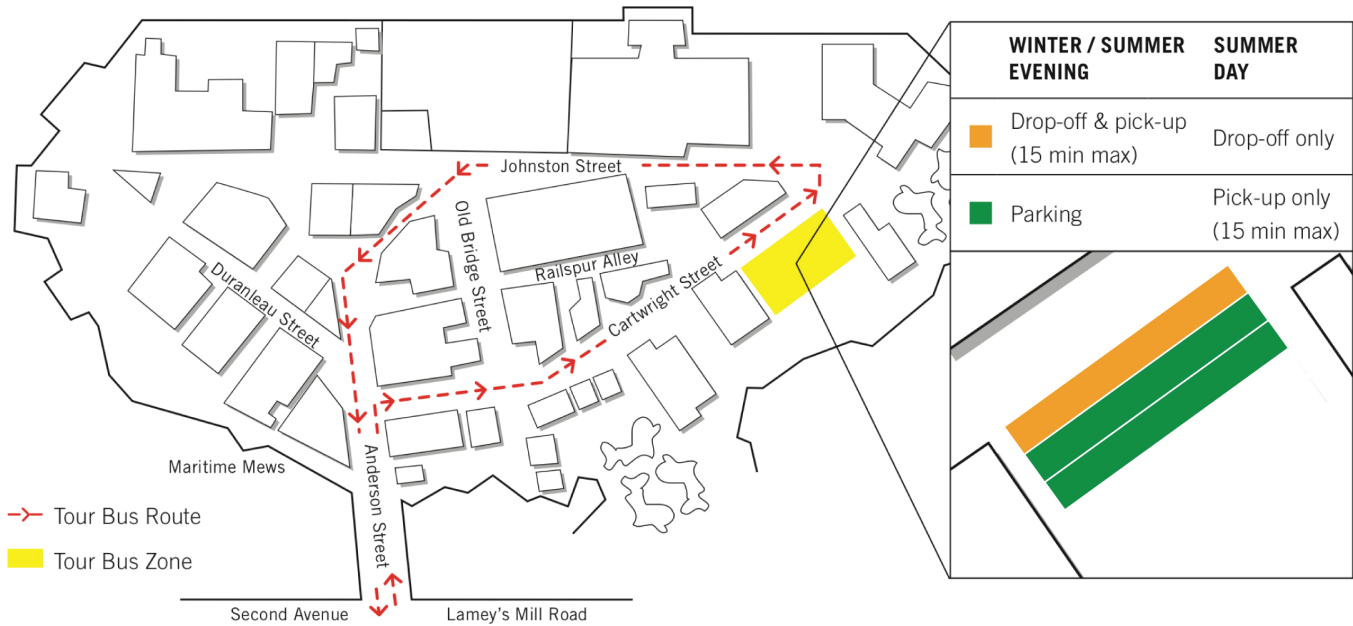 Johnston Street
Old Bridge Street
Railspur Alley
Duranleau Street
Cartwright Street
Maritime Mews
Anderson Street
Tour Bus Route
Tour Bus Zone
Second Avenue
Lamey's Mill Road
WINTER / SUMMER
EVENING
SUMMER
DAY
Drop-off & pick-up
(15 min max)
Drop-off only
Parking
Pick-up only
(15 min max)